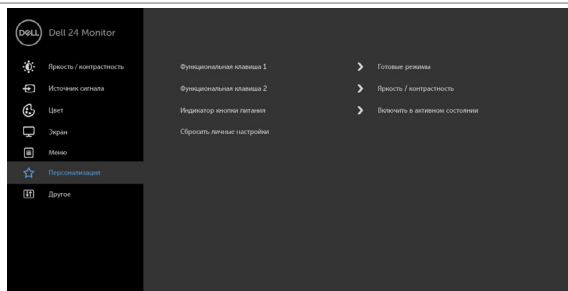 DELL
Dell 24 Monitor
Яркость / контрастность
Функциональная клавиша 1
Готовые режимы
Источник сигнала
Функциональная клавиша 2
Яркость / контрастность
Цвет
Индикатор кнопки питания
Включить в активном состоянии
Экран
Сбросить личные настройки
Меню
Персонализация
Другое